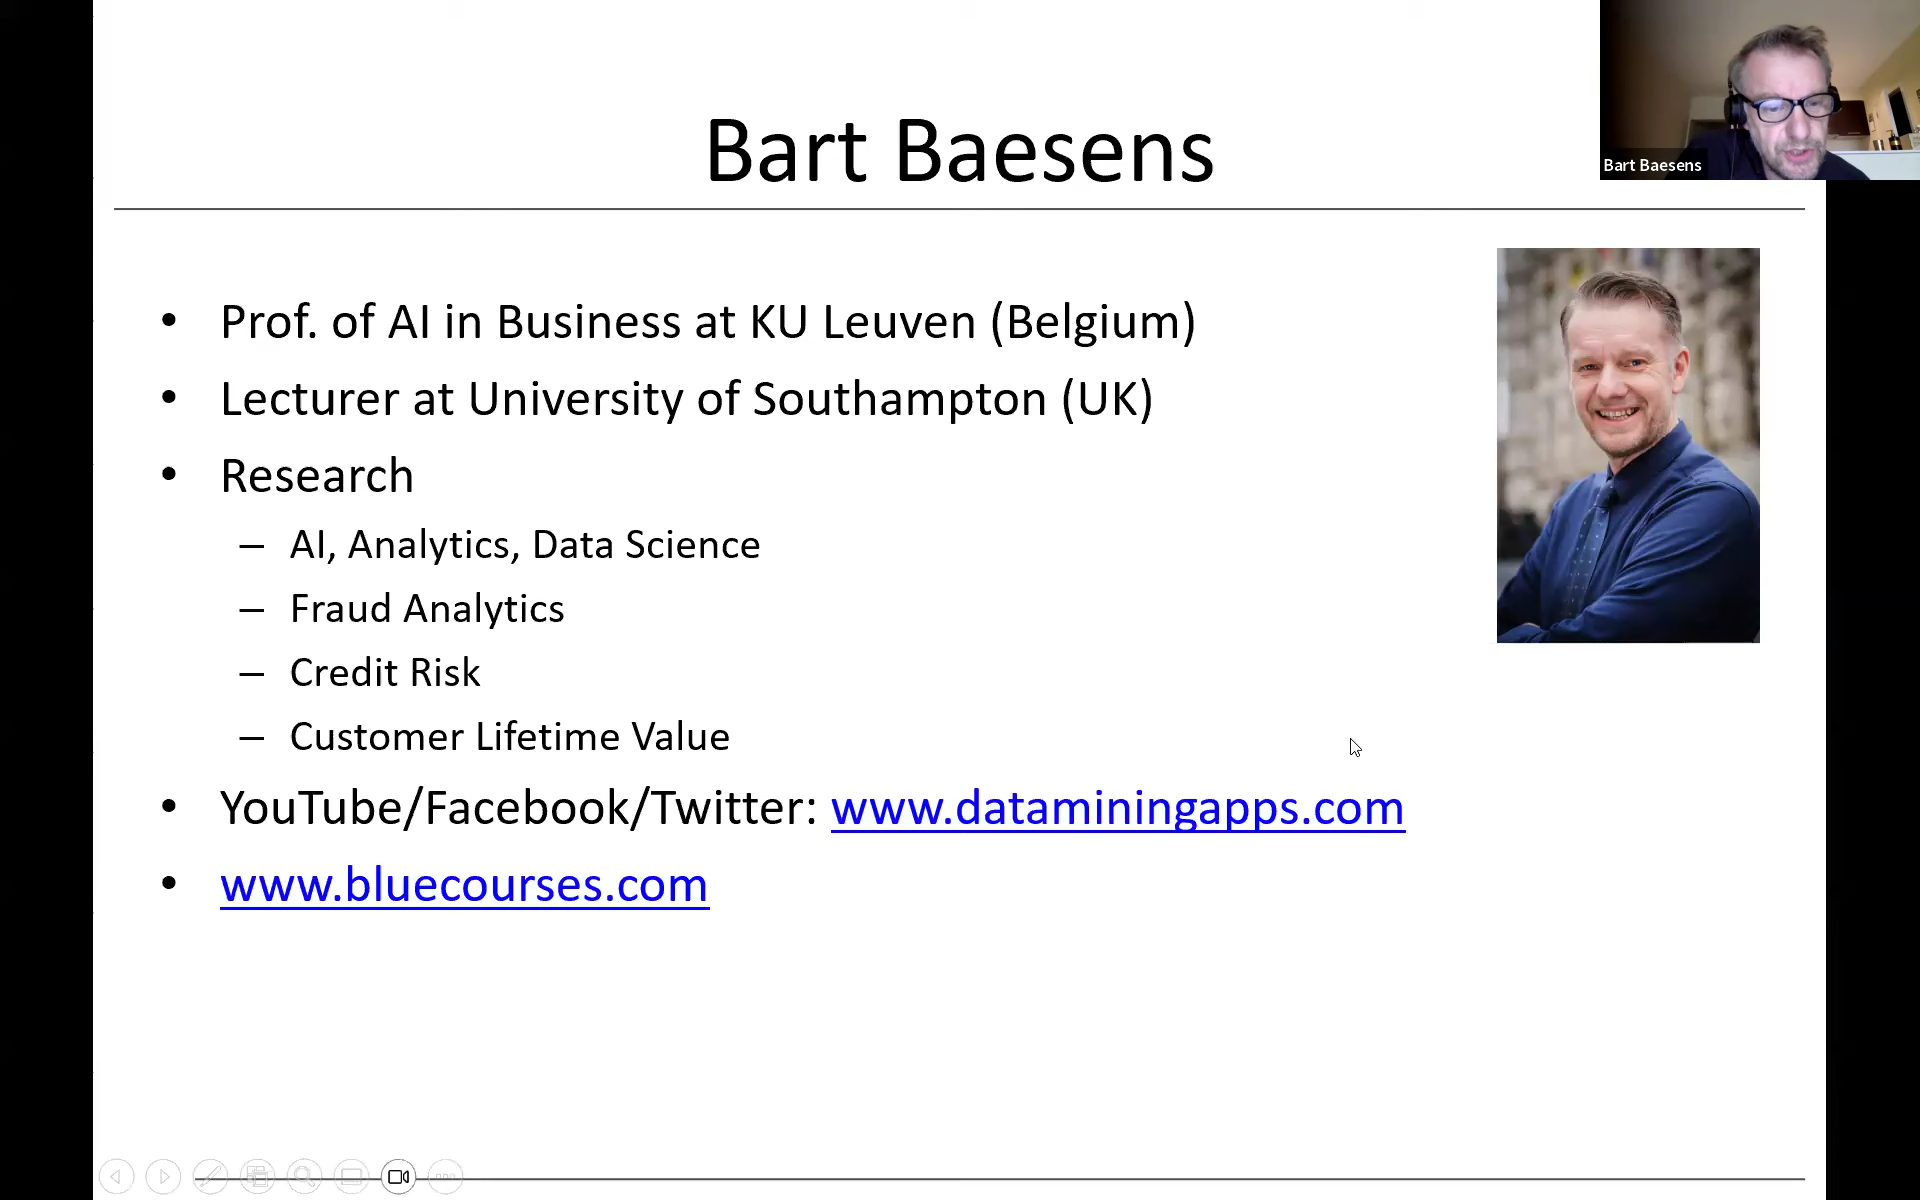 Bart Baesens
Bart Baesens
• Prof. of AI in Business at KU Leuven (Belgium)
• Lecturer at University of Southampton (UK)
• Research
– AI, Analytics, Data Science
– Fraud Analytics
– Credit Risk
– Customer Lifetime Value
• YouTube/Facebook/Twitter: www.dataminingapps.com
• www.bluecourses.com